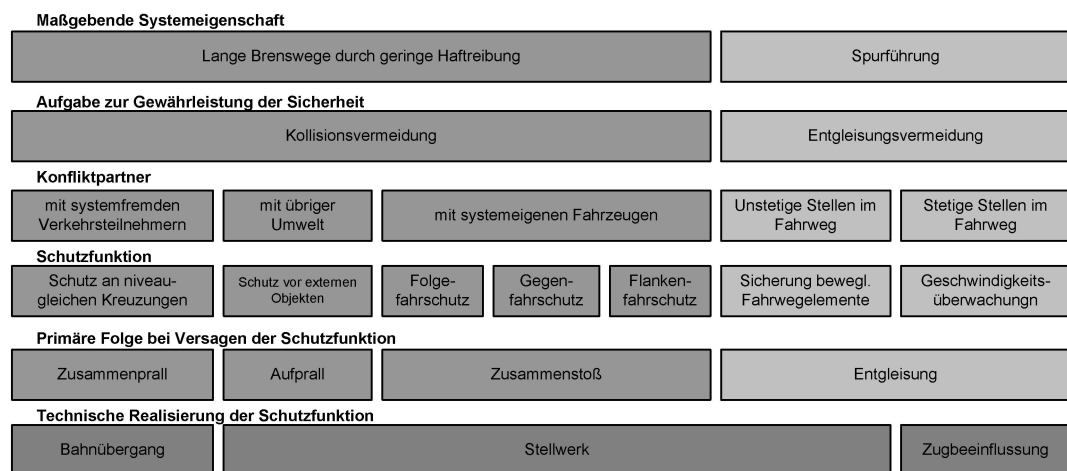 Maßgebende Systemeigenschaft
Lange Brenswege durch geringe Haftreibung
Spurführung
Aufgabe zur Gewährleistung der Sicherheit
Kollisionsvermeidung
Entgleisungsvermeidung
Konfliktpartner
mit systemfremden
Verkehrsteilnehmern
mit übriger
Umwelt
mit systemeigenen Fahrzeugen
Unstetige Stellen im
Fahrweg
Stetige Stellen im
Fahrweg
Schutzfunktion
Schutz an niveau-
gleichen Kreuzungen
Schutz vor externen
Objekten
Folge-
fahrschutz
Gegen-
fahrschutz
Flanken-
fahrschutz
Sicherung bewegl.
Fahrwegelemente
Geschwindigkeits-
überwachungn
Primäre Folge bei Versagen der Schutzfunktion
Zusammenprall
Aufprall
Zusammenstoß
Entgleisung
Technische Realisierung der Schutzfunktion
Bahnübergang
Stellwerk
Zugbeeinflussung